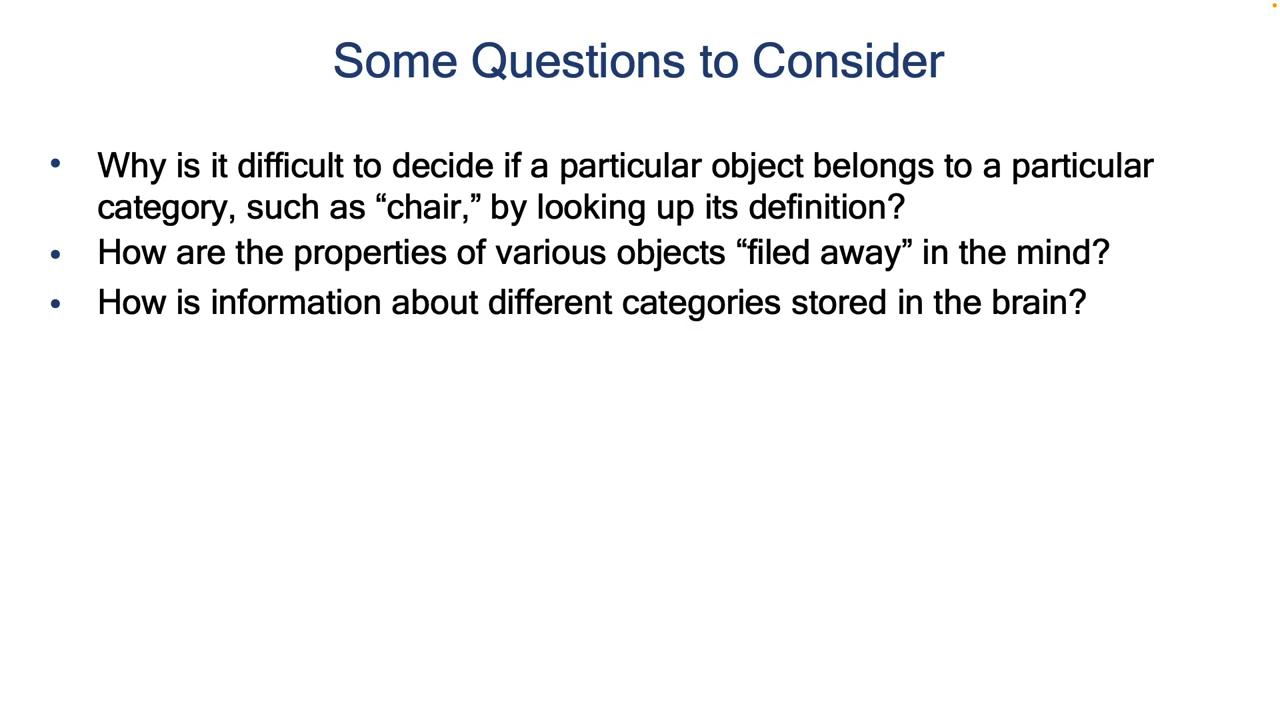 Some Questions to Consider
• Why is it difficult to decide if a particular object belongs to a particular
category, such as “chair,” by looking up its definition?
• How are the properties of various objects “filed away” in the mind?
• How is information about different categories stored in the brain?